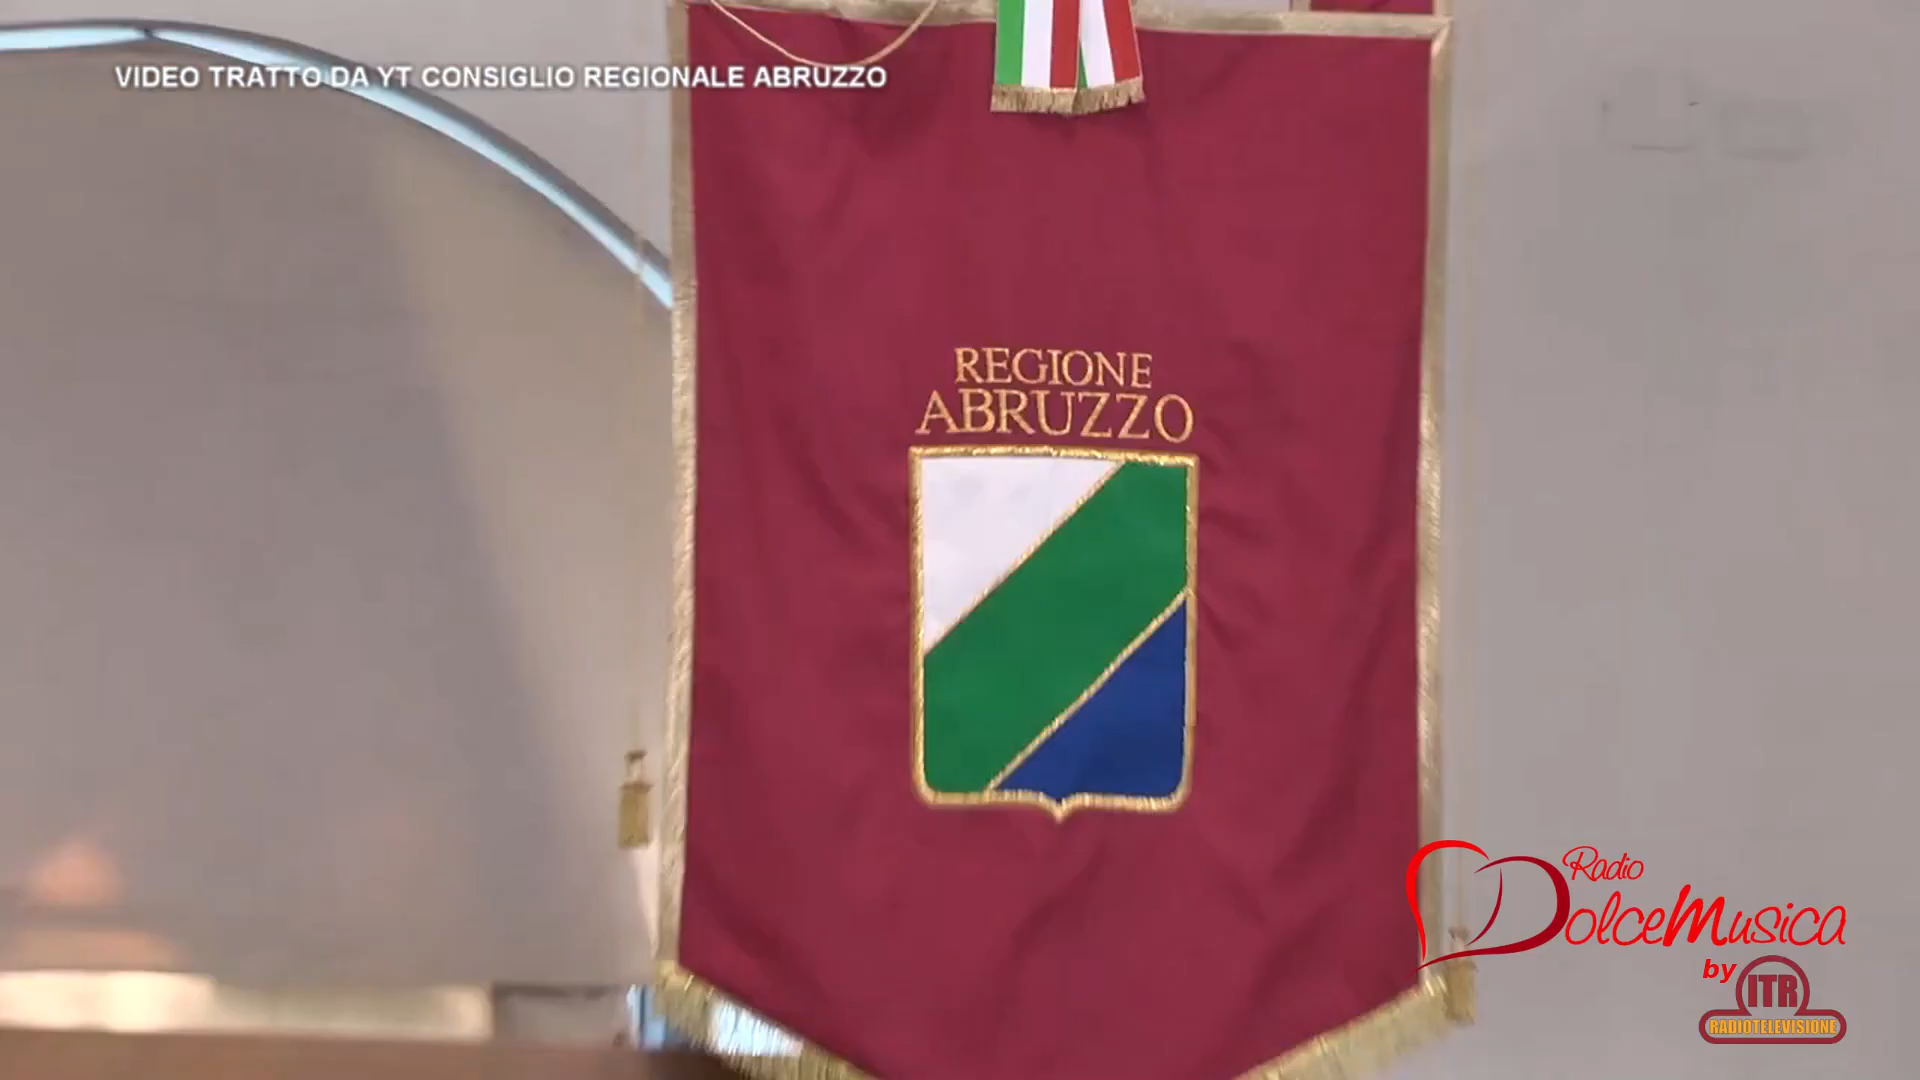 VIDEO TRATTO DA YT CONSIGLIO REGIONALE ABRUZZO
REGIONE
ABRUZZO
Radio
DolceMusica
by
ITR
RADIOTELEVISIONE